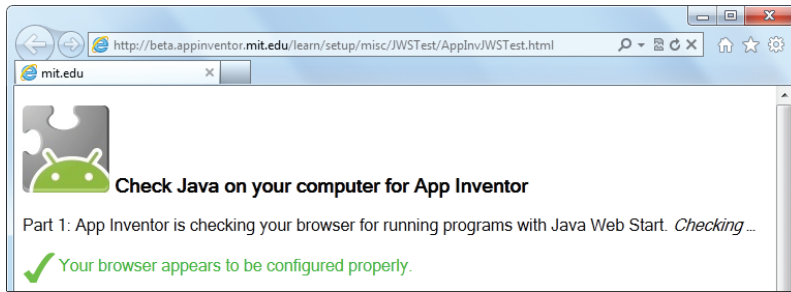 http://beta.appinventor.mit.edu/learn/setup/misc/JWSTest/AppInvJWSTest.html
mit.edu
Check Java on your computer for App Inventor
Part 1: App Inventor is checking your browser for running programs with Java Web Start. Checking ...
Your browser appears to be configured properly.